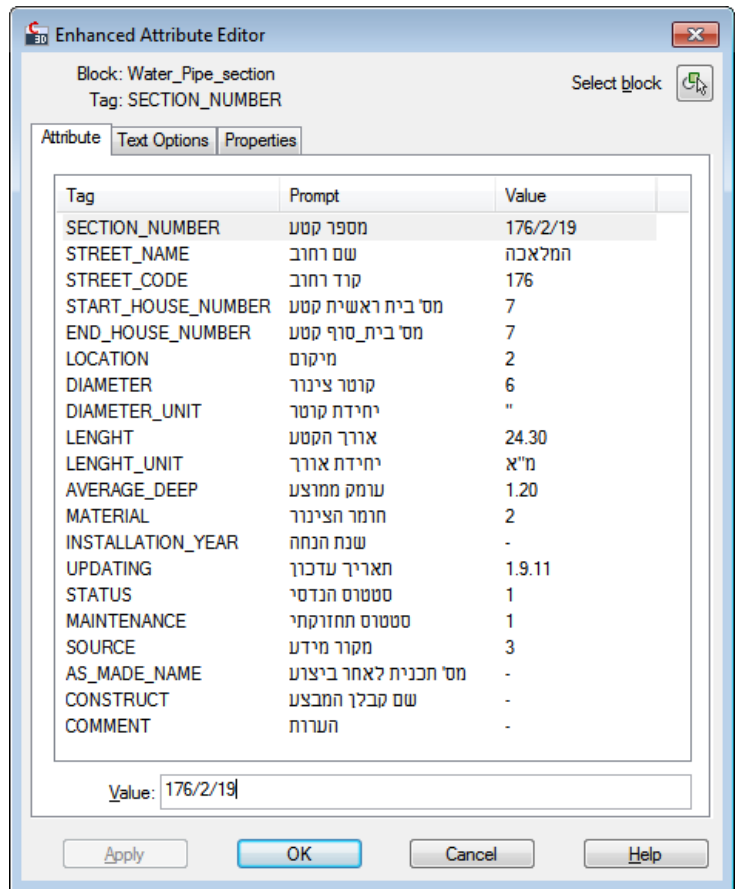 Enhanced Attribute Editor
Block: Water_Pipe_section
Tag: SECTION_NUMBER
Select block
Attribute Text Options Properties
Tag Prompt Value
SECTION_NUMBER מספר קטע 176/2/19
STREET_NAME שם רחוב המלאכה
STREET_CODE קוד רחוב 176
START_HOUSE_NUMBER מס' בית ראשית קטע 7
END_HOUSE_NUMBER מס' בית_סוף קטע 7
LOCATION מיקום 2
DIAMETER קוטר צינור 6
DIAMETER_UNIT יחידת קוטר "
LENGHT אורך הקטע 24.30
LENGHT_UNIT יחידת אורך מ"א
AVERAGE_DEEP עומק ממוצע 1.20
MATERIAL חומר הצינור 2
INSTALLATION_YEAR שנת הנחה -
UPDATING תאריך עדכון 1.9.11
STATUS סטטוס הנדסי 1
MAINTENANCE סטטוס תחזוקתי 1
SOURCE מקור מידע 3
AS_MADE_NAME מס' תכנית לאחר ביצוע -
CONSTRUCT שם קבלן המבצע -
COMMENT הערות -
Value: 176/2/19
Apply OK Cancel Help